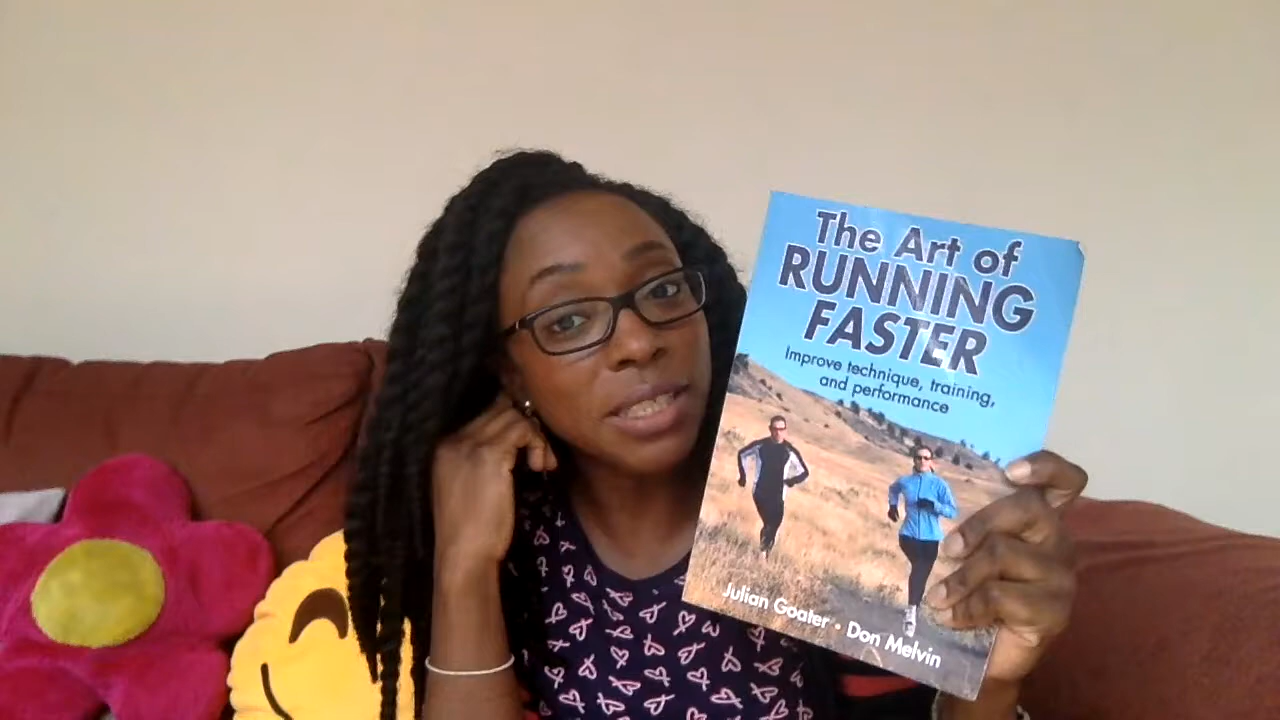 The Art of
RUNNING
FASTER
Improve technique, training,
and performance
Julian Goater • Don Melvin